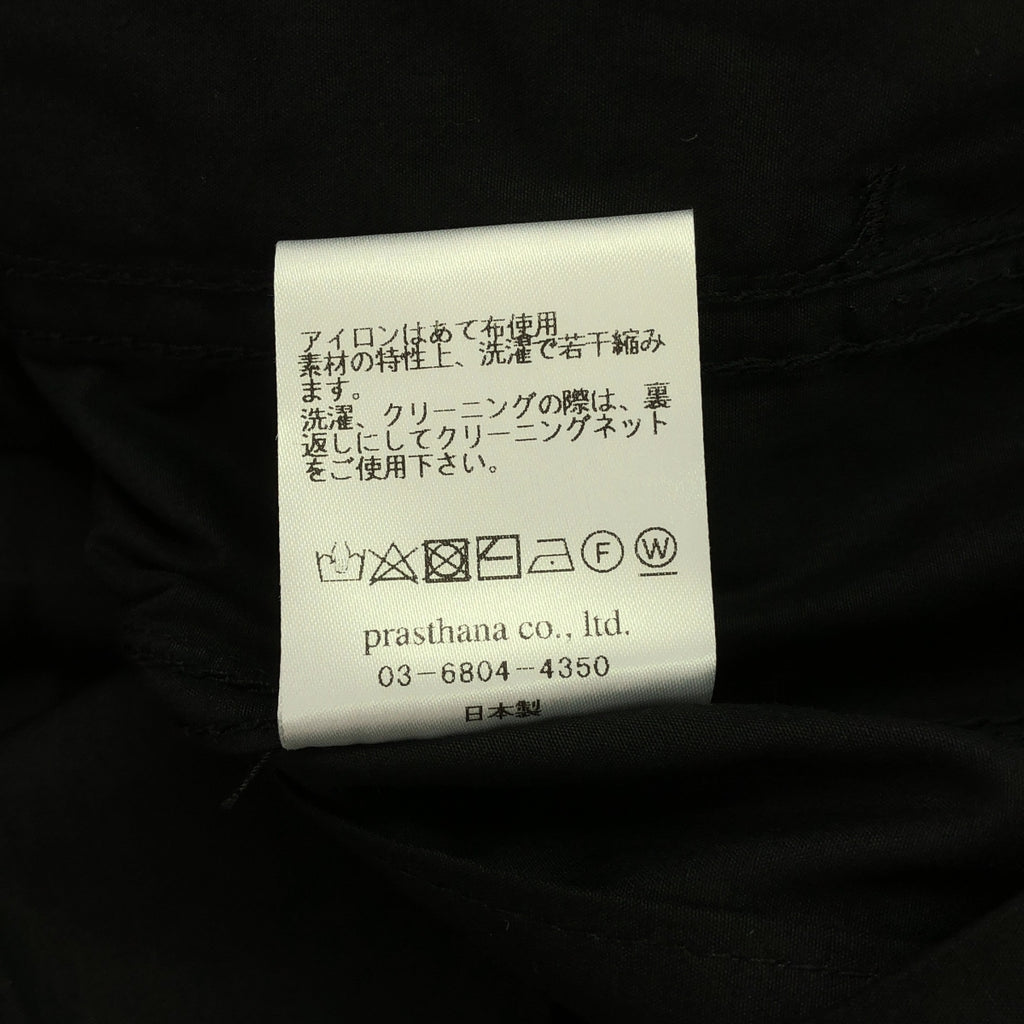 アイロンはあて布使用
素材の特性上、洗濯で若干縮み
ます。
洗濯、クリーニングの際は、裏
返しにしてクリーニングネット
をご使用下さい。
F W
prasthana co., ltd.
03-6804-4350
日本製